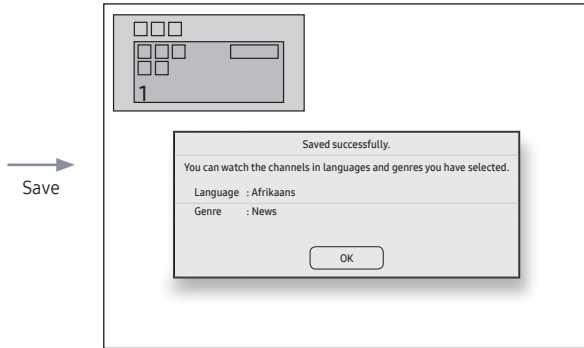 □□□
□□□
□□
1
Save
Saved successfully.
You can watch the channels in languages and genres you have selected.
Language : Afrikaans
Genre : News
OK